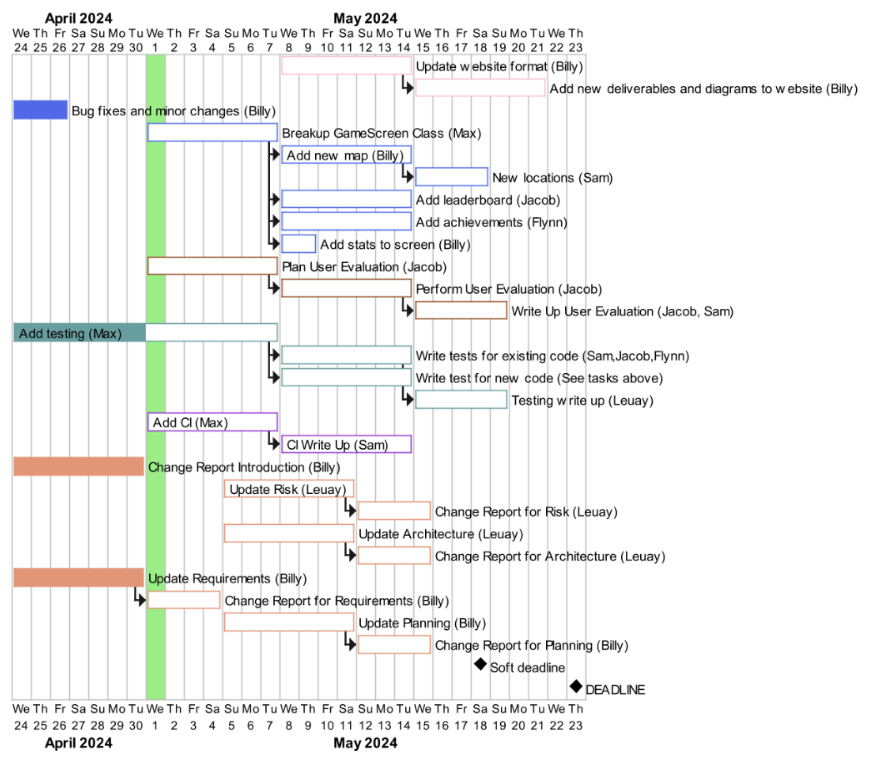 April 2024 May 2024
We Th Fr Sa Su Mo Tu We Th Fr Sa Su Mo Tu We Th Fr Sa Su Mo Tu We Th Fr Sa Su Mo Tu We Th
24 25 26 27 28 29 30 1 2 3 4 5 6 7 8 9 10 11 12 13 14 15 16 17 18 19 20 21 22 23
Update website format (Billy)
Add new deliverables and diagrams to website (Billy)
Bug fixes and minor changes (Billy)
Breakup GameScreen Class (Max)
Add new map (Billy)
New locations (Sam)
Add leaderboard (Jacob)
Add achievements (Flynn)
Add stats to screen (Billy)
Plan User Evaluation (Jacob)
Perform User Evaluation (Jacob)
Write Up User Evaluation (Jacob, Sam)
Add testing (Max)
Write tests for existing code (Sam,Jacob,Flynn)
Write test for new code (See tasks above)
Testing write up (Leuay)
Add CI (Max)
CI Write Up (Sam)
Change Report Introduction (Billy)
Update Risk (Leuay)
Change Report for Risk (Leuay)
Update Architecture (Leuay)
Change Report for Architecture (Leuay)
Update Requirements (Billy)
Change Report for Requirements (Billy)
Update Planning (Billy)
Change Report for Planning (Billy)
Soft deadline
DEADLINE
We Th Fr Sa Su Mo Tu We Th Fr Sa Su Mo Tu We Th Fr Sa Su Mo Tu We Th Fr Sa Su Mo Tu We Th
24 25 26 27 28 29 30 1 2 3 4 5 6 7 8 9 10 11 12 13 14 15 16 17 18 19 20 21 22 23
April 2024 May 2024